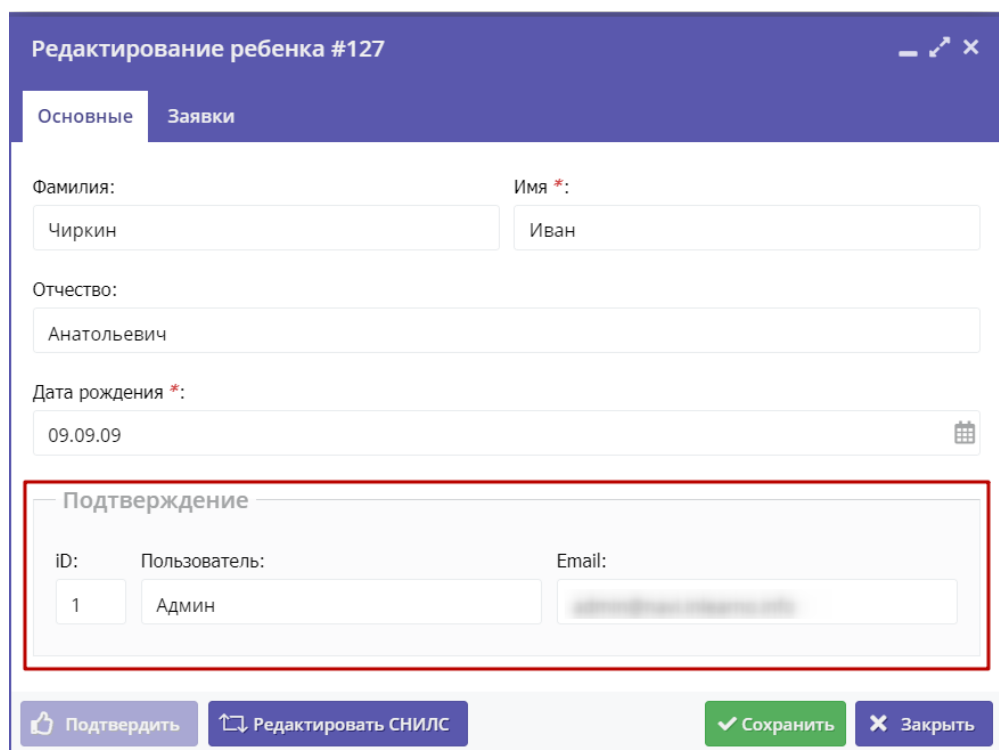 Редактирование ребенка #127
Основные Заявки
Фамилия: Имя *:
Чиркин Иван
Отчество:
Анатольевич
Дата рождения *:
09.09.09
Подтверждение
iD: Пользователь: Email:
1 Админ
Подтвердить Редактировать СНИЛС Сохранить Закрыть